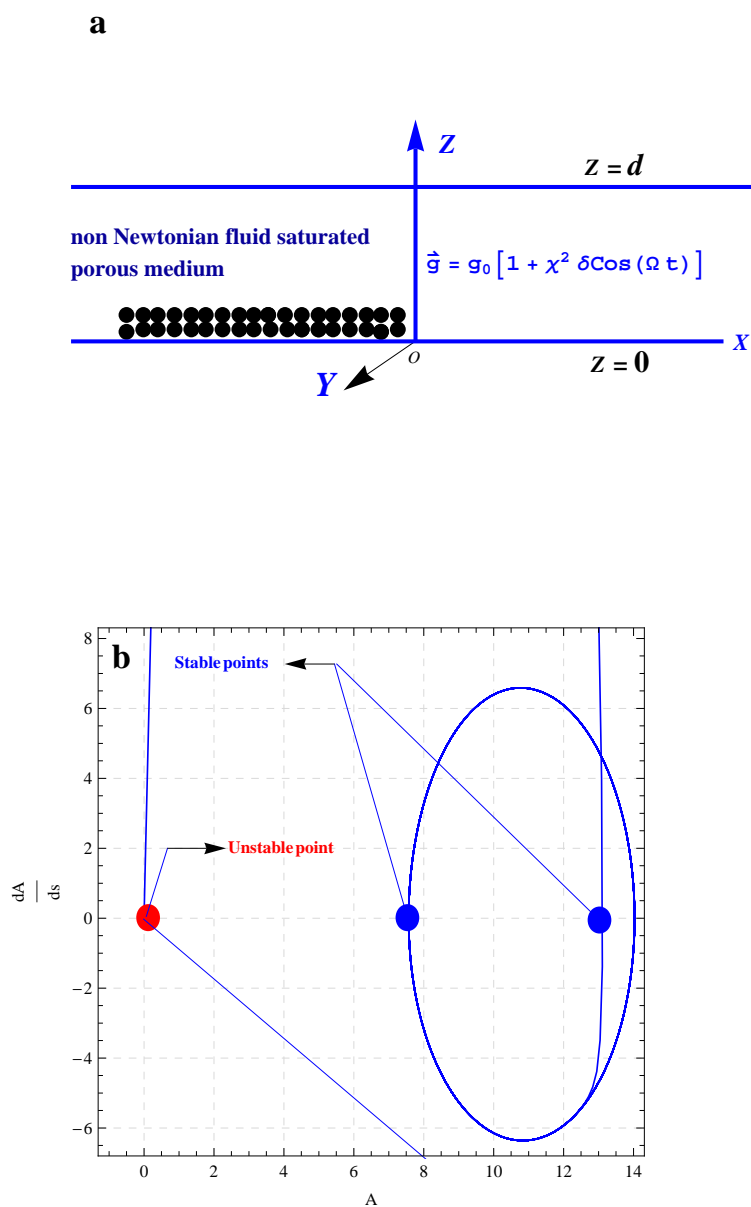 a
Z
Z = d
non Newtonian fluid saturated
porous medium
g⃗ = g₀ [1 + χ² δCos (Ω t)]
X
O
Z = 0
Y
b
Stable points
Unstable point
dA
ds
8
6
4
2
0
−2
−4
−6
0 2 4 6 8 10 12 14
A